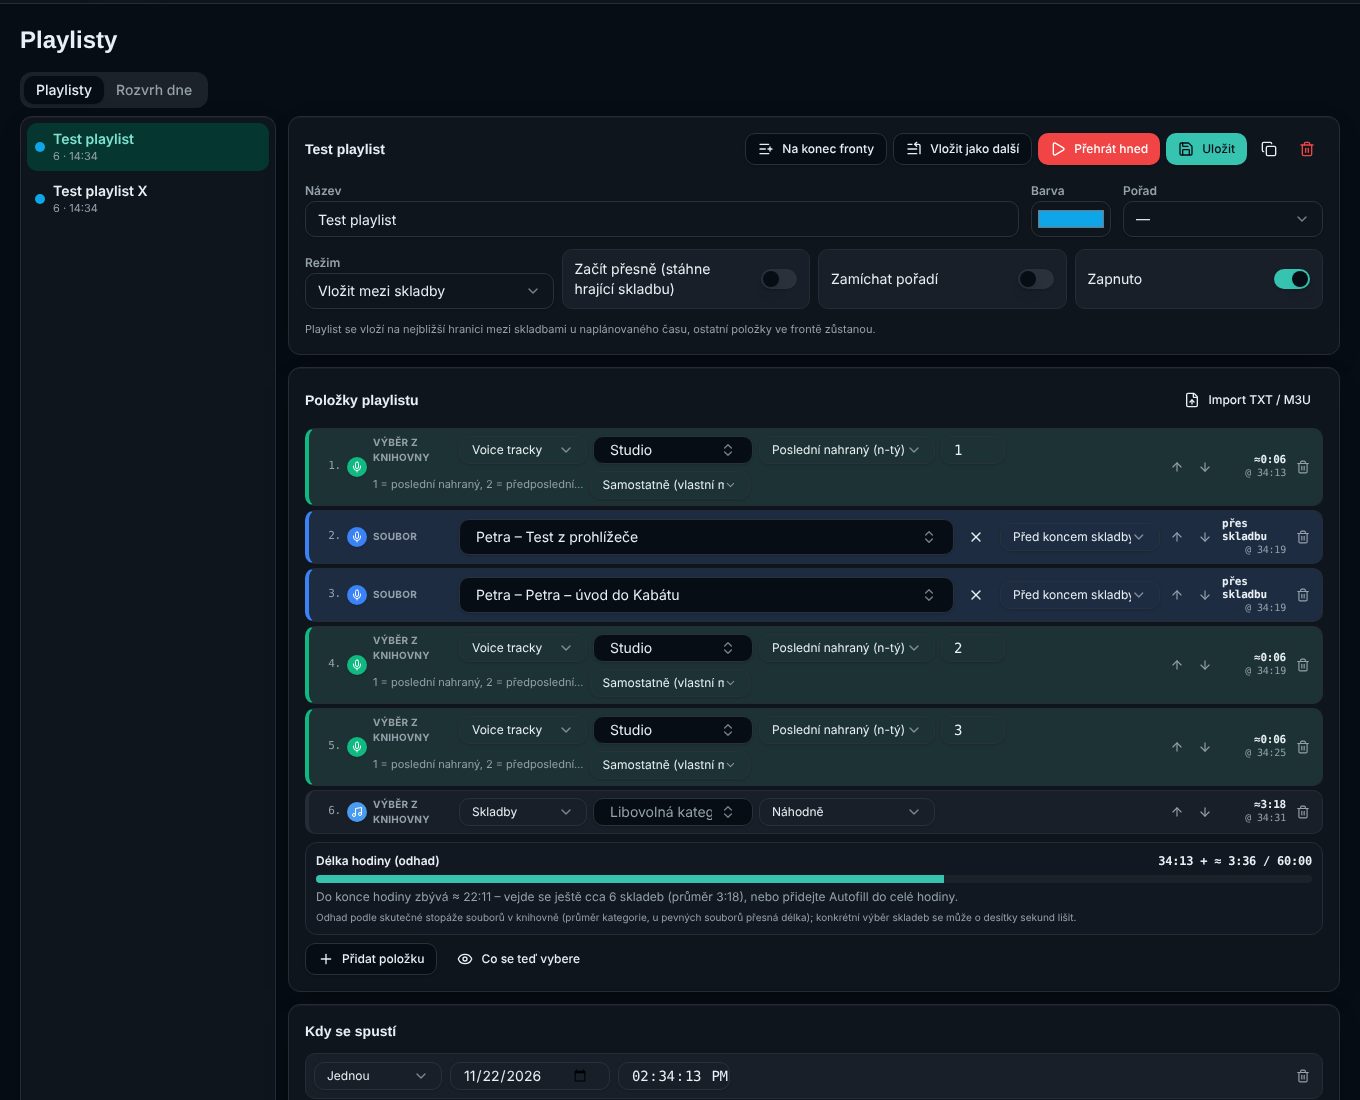 Playlisty
Playlisty
Rozvrh dne
Test playlist
6 · 14:34
Test playlist X
6 · 14:34
Test playlist
Na konec fronty
Vložit jako další
Přehrát hned
Uložit
Název
Barva
Pořad
Test playlist
—
Režim
Vložit mezi skladby
Začít přesně (stáhne
hrající skladbu)
Zamíchat pořadí
Zapnuto
Playlist se vloží na nejbližší hranici mezi skladbami u naplánovaného času, ostatní položky ve frontě zůstanou.
Položky playlistu
Import TXT / M3U
1.
VÝBĚR Z
KNIHOVNY
Voice tracky
Studio
Poslední nahraný (n-tý)
1
1 = poslední nahraný, 2 = předposlední…
Samostatně (vlastní m
≈0:06
@ 34:13
2.
SOUBOR
Petra – Test z prohlížeče
Před koncem skladby
přes
skladbu
@ 34:19
3.
SOUBOR
Petra – Petra – úvod do Kabátu
Před koncem skladby
přes
skladbu
@ 34:19
4.
VÝBĚR Z
KNIHOVNY
Voice tracky
Studio
Poslední nahraný (n-tý)
2
1 = poslední nahraný, 2 = předposlední…
Samostatně (vlastní m
≈0:06
@ 34:19
5.
VÝBĚR Z
KNIHOVNY
Voice tracky
Studio
Poslední nahraný (n-tý)
3
1 = poslední nahraný, 2 = předposlední…
Samostatně (vlastní m
≈0:06
@ 34:25
6.
VÝBĚR Z
KNIHOVNY
Skladby
Libovolná kateg
Náhodně
≈3:18
@ 34:31
Délka hodiny (odhad)
34:13 + ≈ 3:36 / 60:00
Do konce hodiny zbývá ≈ 22:11 – vejde se ještě cca 6 skladeb (průměr 3:18), nebo přidejte Autofill do celé hodiny.
Odhad podle skutečné stopáže souborů v knihovně (průměr kategorie, u pevných souborů přesná délka); konkrétní výběr skladeb se může o desítky sekund lišit.
Přidat položku
Co se teď vybere
Kdy se spustí
Jednou
11/22/2026
02:34:13 PM